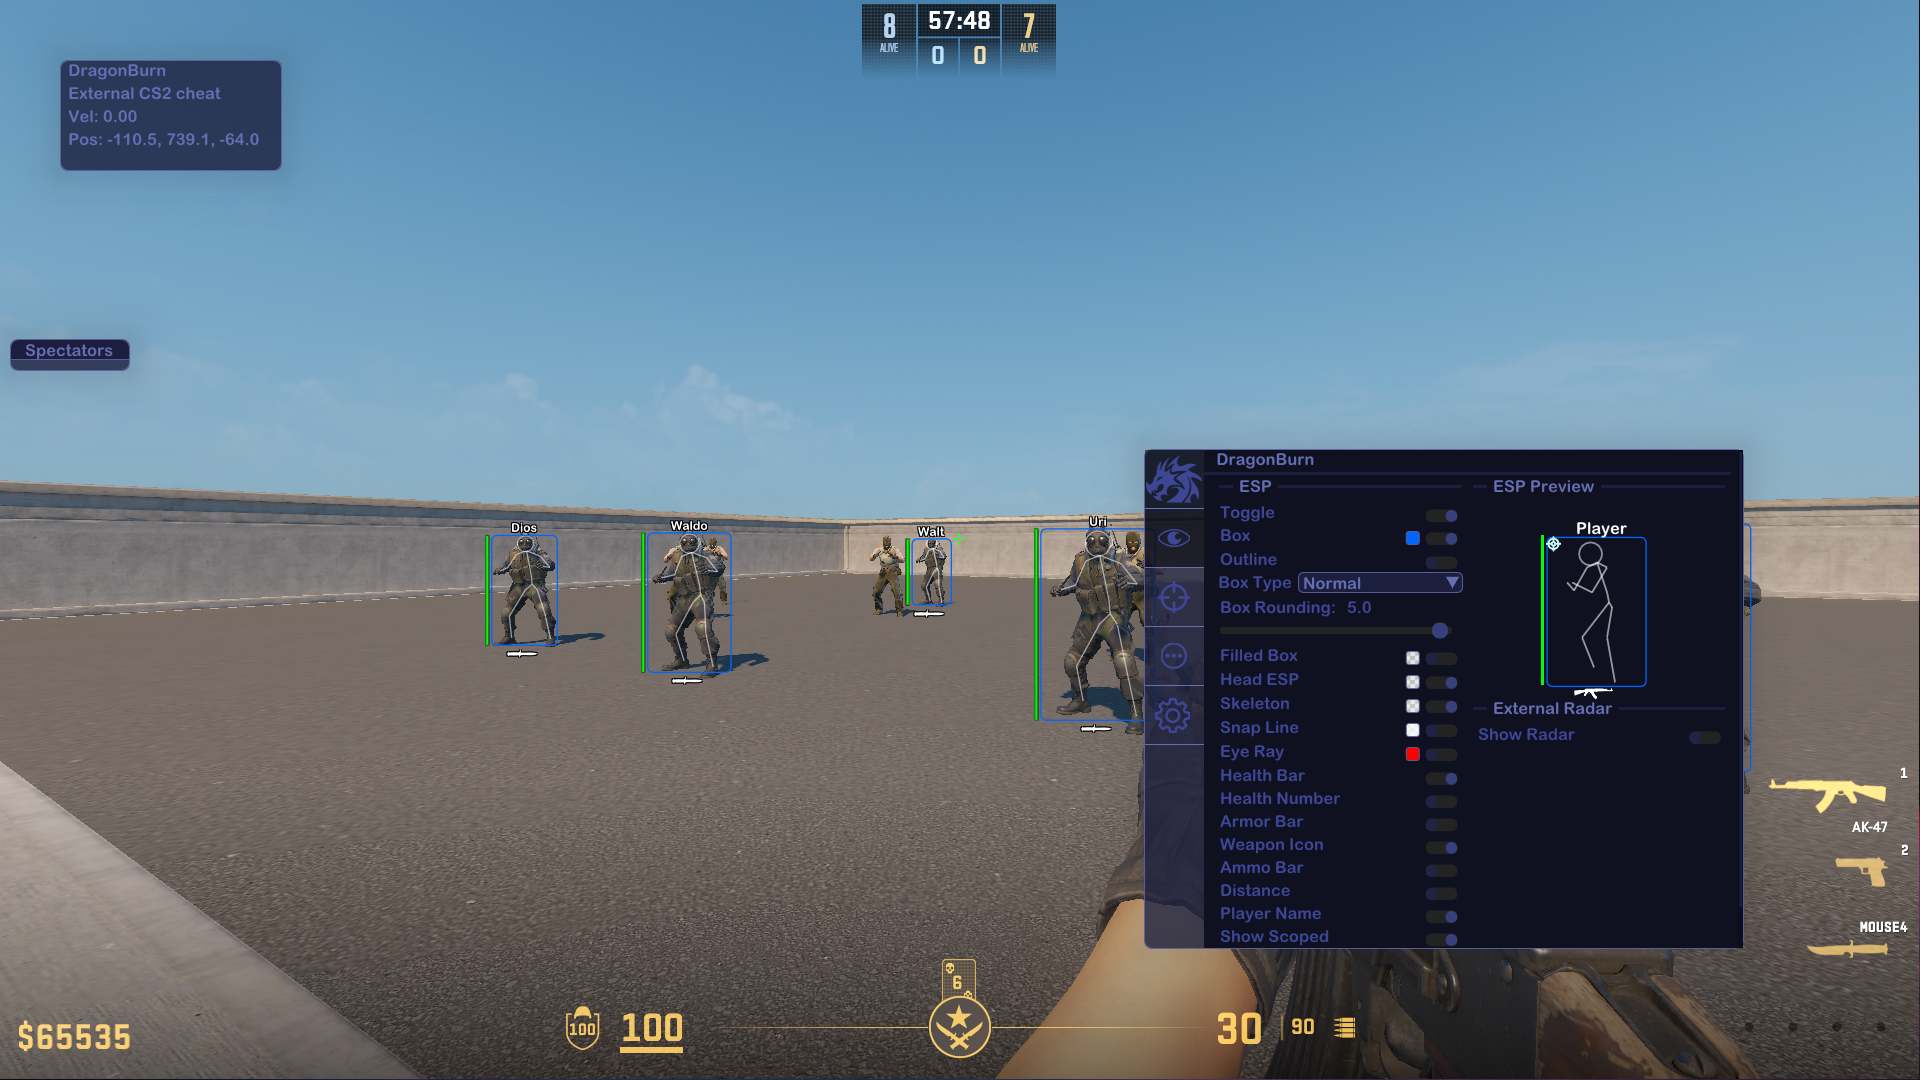 8
ALIVE
57:48
0 0
7
ALIVE
DragonBurn
External CS2 cheat
Vel: 0.00
Pos: -110.5, 739.1, -64.0
Spectators
Dios
Waldo
Walt
Uri
DragonBurn
ESP
Toggle
Box
Outline
Box Type Normal
Box Rounding: 5.0
Filled Box
Head ESP
Skeleton
Snap Line
Eye Ray
Health Bar
Health Number
Armor Bar
Weapon Icon
Ammo Bar
Distance
Player Name
Show Scoped
ESP Preview
Player
External Radar
Show Radar
1
AK-47
2
MOUSE4
$65535
100 100
6
30 90